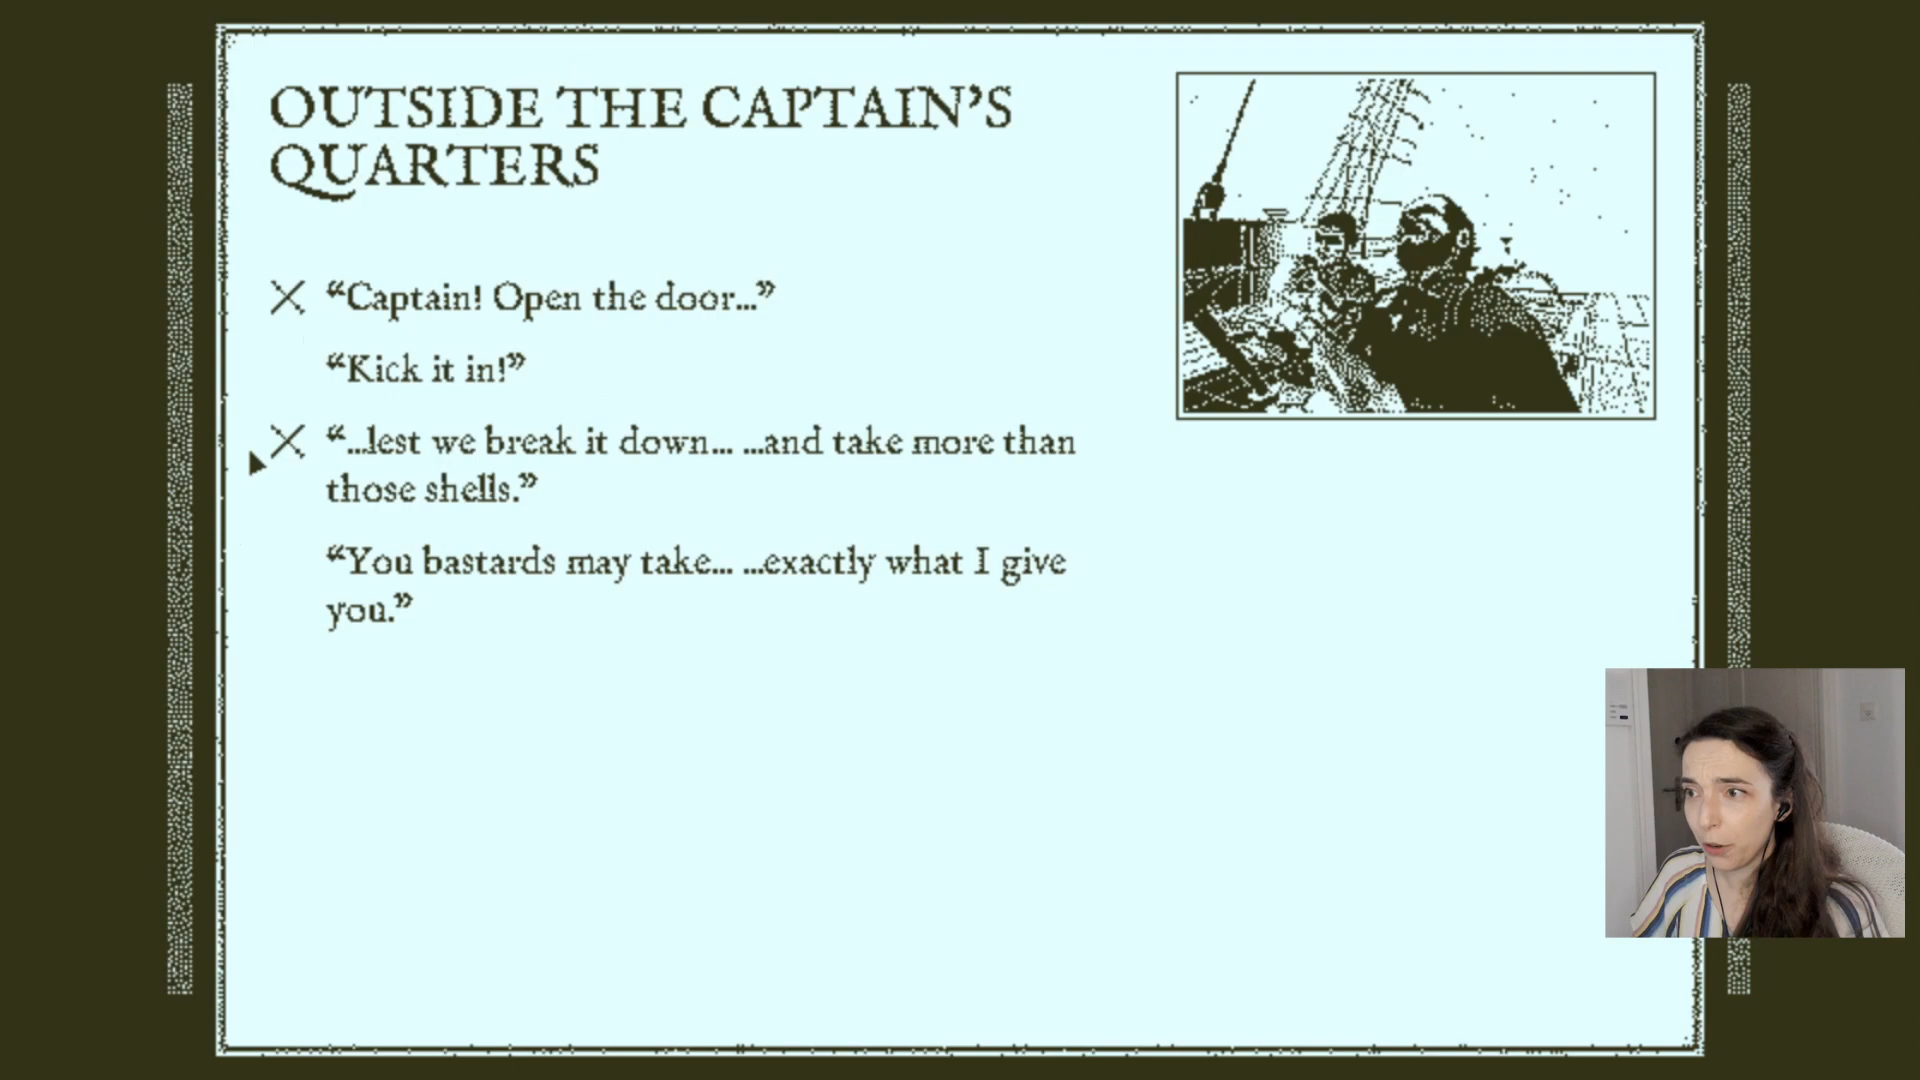 OUTSIDE THE CAPTAIN'S
QUARTERS
“Captain! Open the door...”
“Kick it in!”
“...lest we break it down... ...and take more than
those shells.”
“You bastards may take... ...exactly what I give
you.”